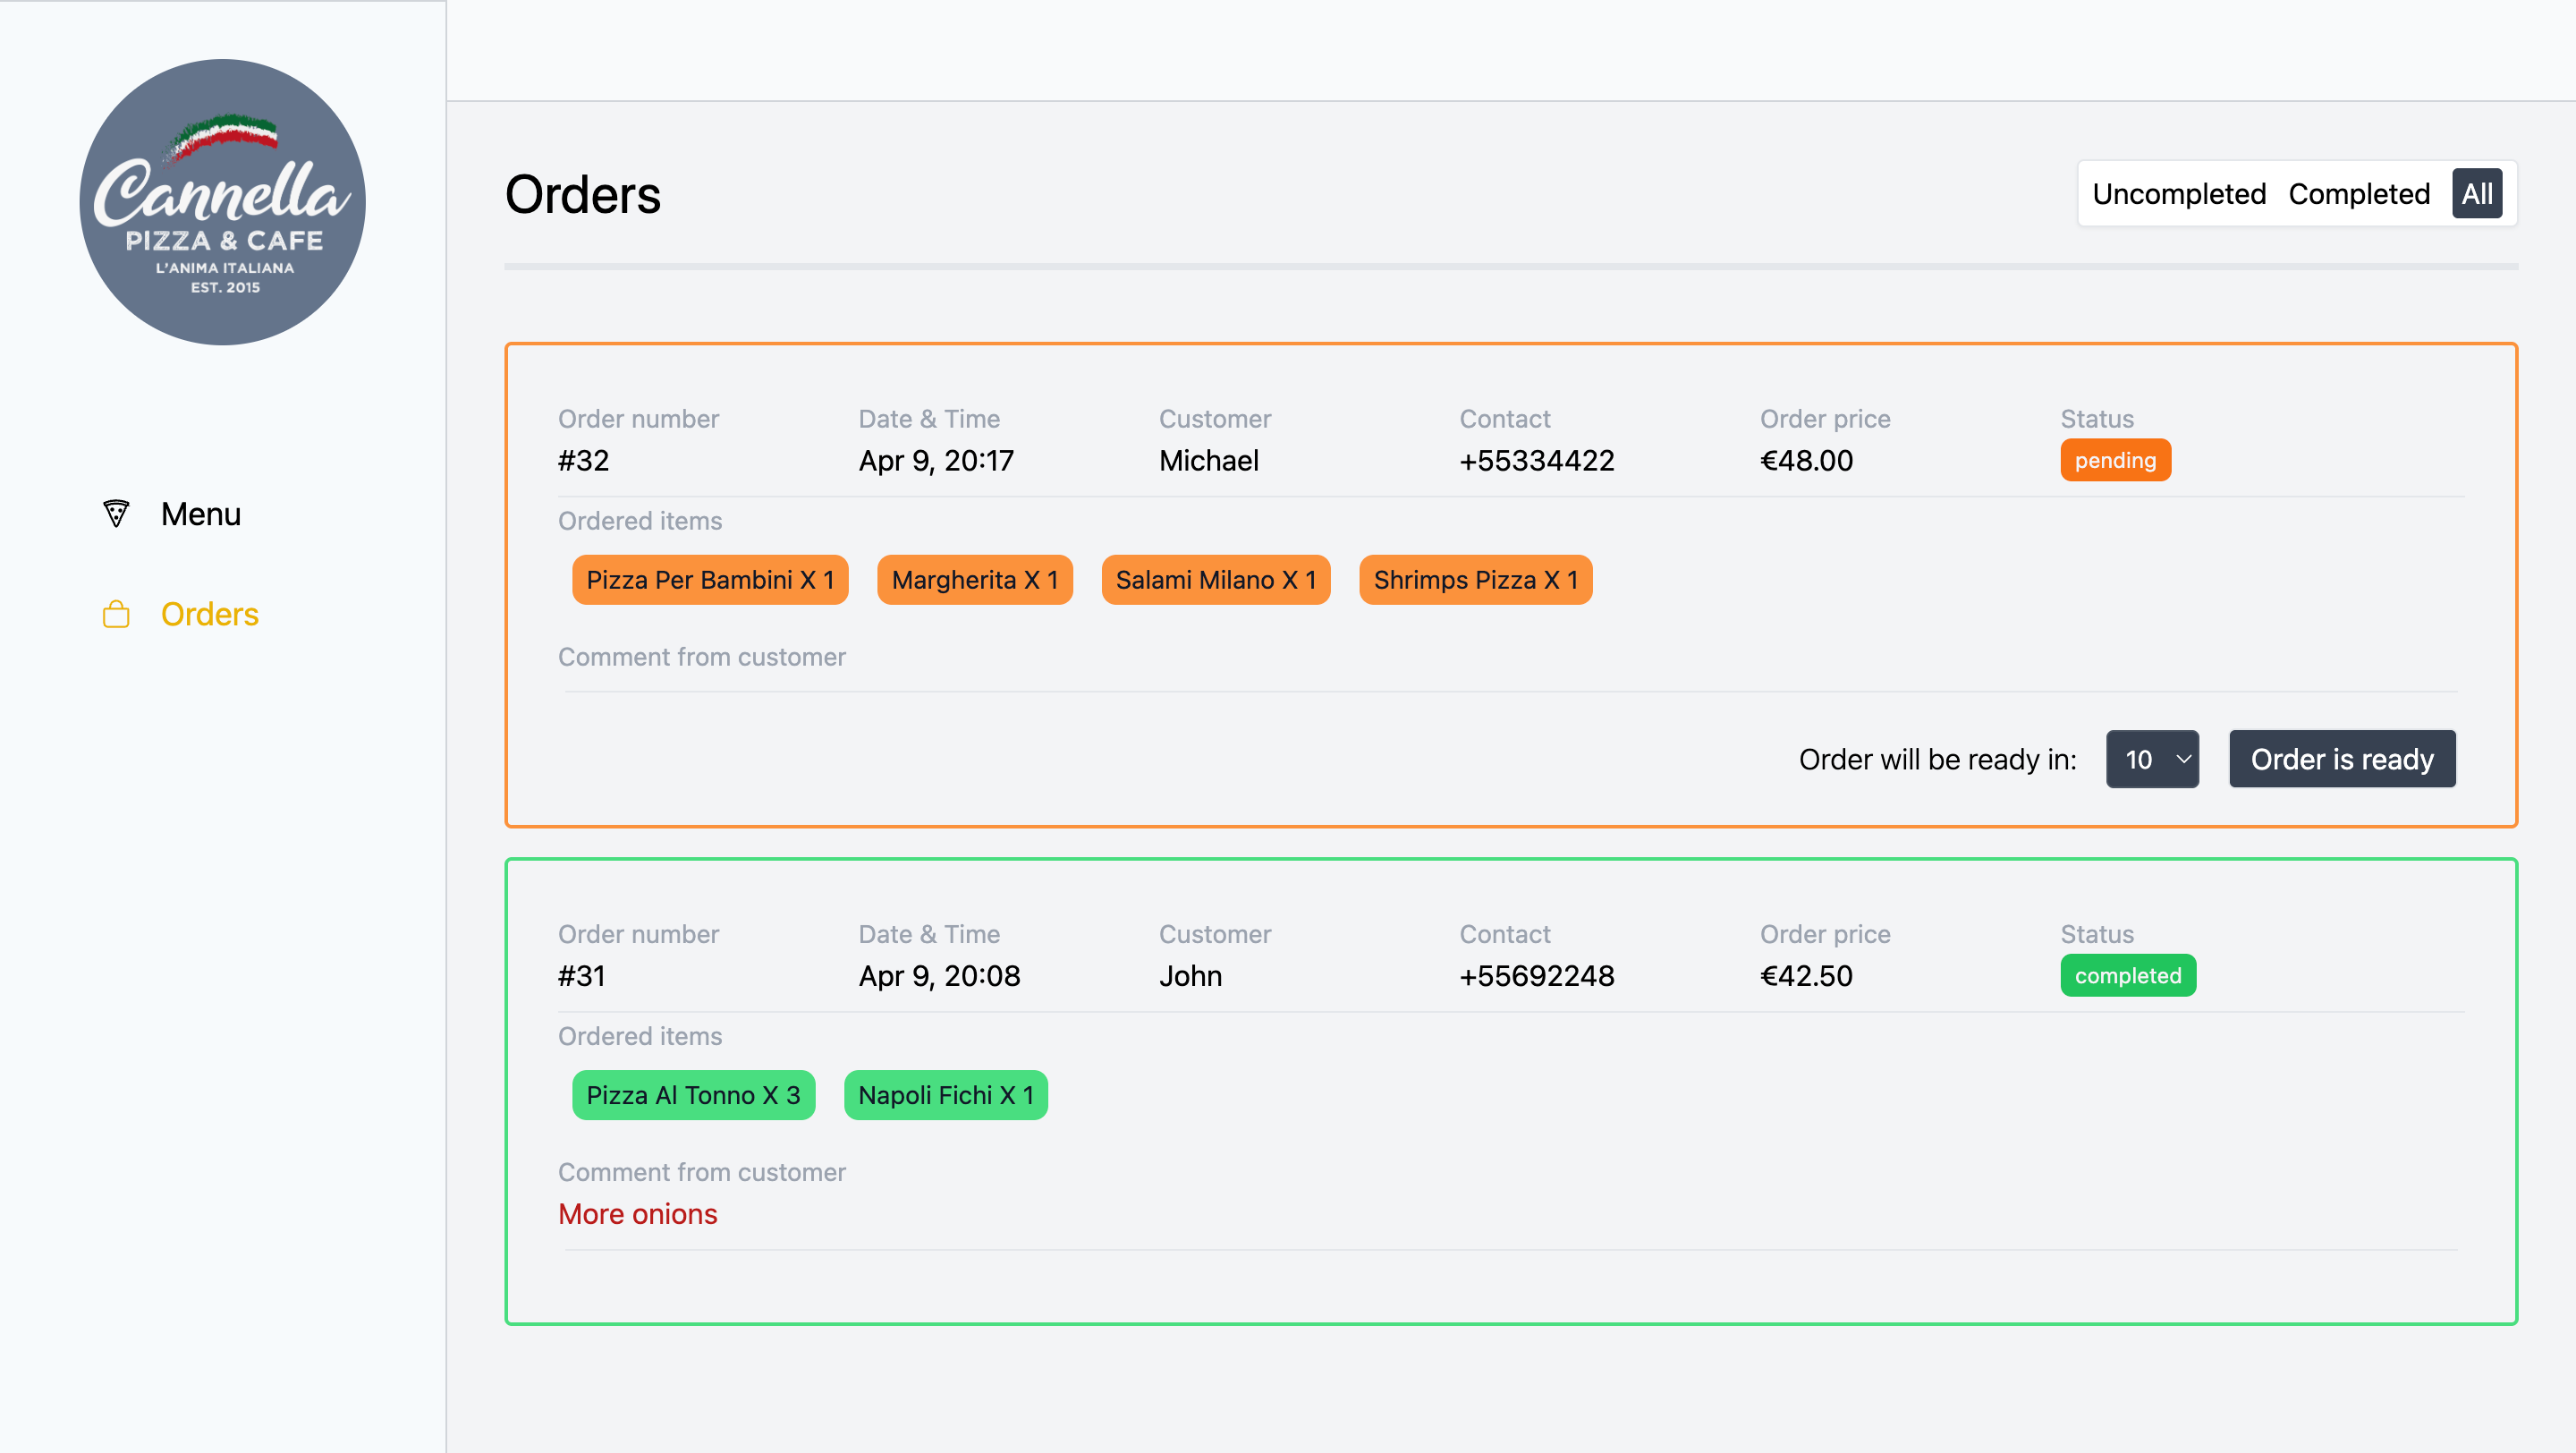 Cannella
PIZZA & CAFE
L'ANIMA ITALIANA
EST. 2015
Menu
Orders
Orders
Uncompleted Completed All
Order number Date & Time Customer Contact Order price Status
#32 Apr 9, 20:17 Michael +55334422 €48.00 pending
Ordered items
Pizza Per Bambini X 1 Margherita X 1 Salami Milano X 1 Shrimps Pizza X 1
Comment from customer
Order will be ready in: 10 Order is ready
Order number Date & Time Customer Contact Order price Status
#31 Apr 9, 20:08 John +55692248 €42.50 completed
Ordered items
Pizza Al Tonno X 3 Napoli Fichi X 1
Comment from customer
More onions